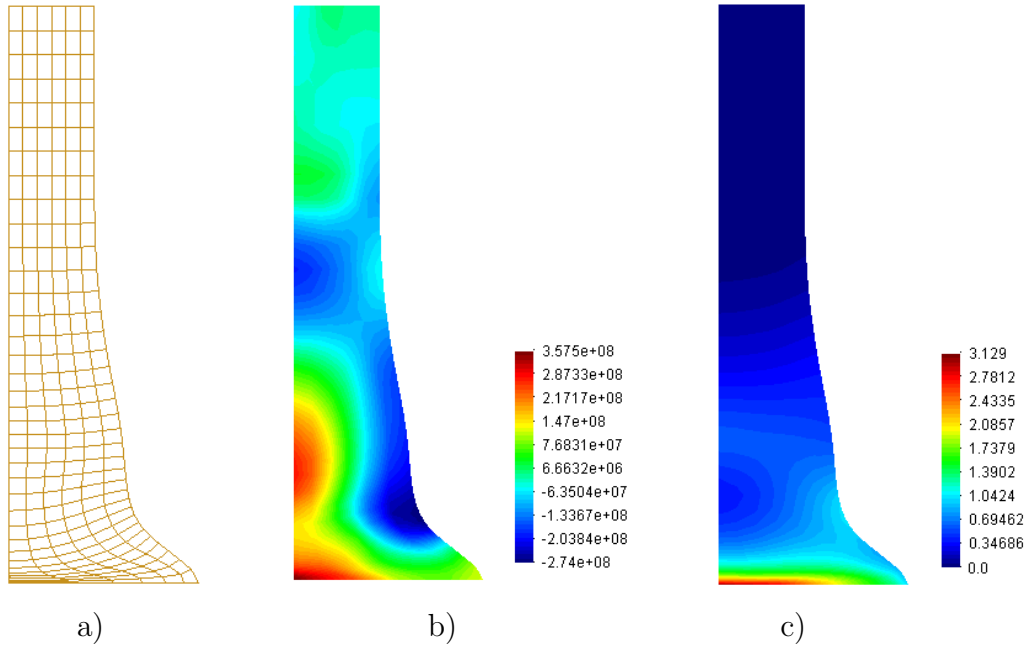 3.575e+08
2.8733e+08
2.1717e+08
1.47e+08
7.6831e+07
6.6632e+06
-6.3504e+07
-1.3367e+08
-2.0384e+08
-2.74e+08
3.129
2.7812
2.4335
2.0857
1.7379
1.3902
1.0424
0.69462
0.34686
0.0
a)
b)
c)